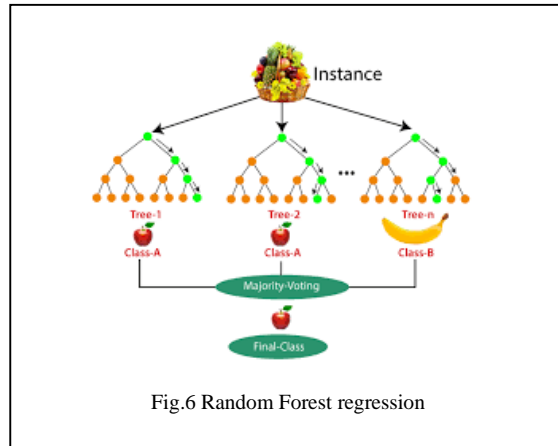 Instance
Tree-1
Tree-2
Tree-n
Class-A
Class-A
Class-B
Majority-Voting
Final-Class
Fig.6 Random Forest regression